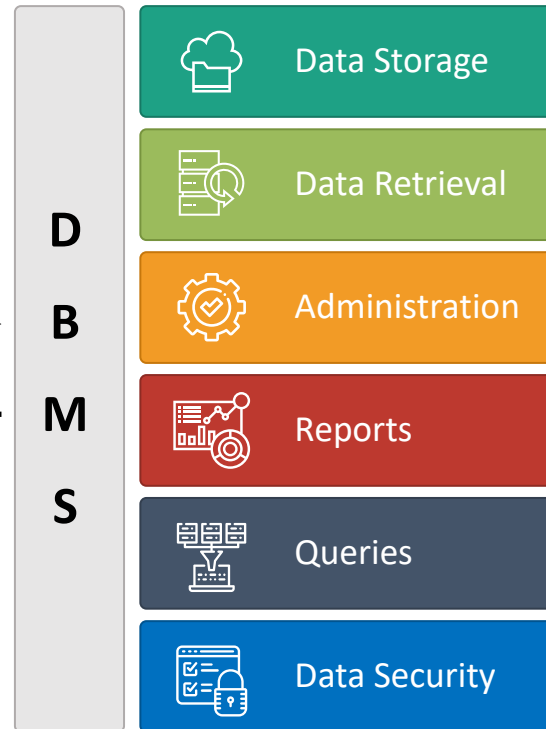 D
B
M
S
Data Storage
Data Retrieval
Administration
Reports
Queries
Data Security